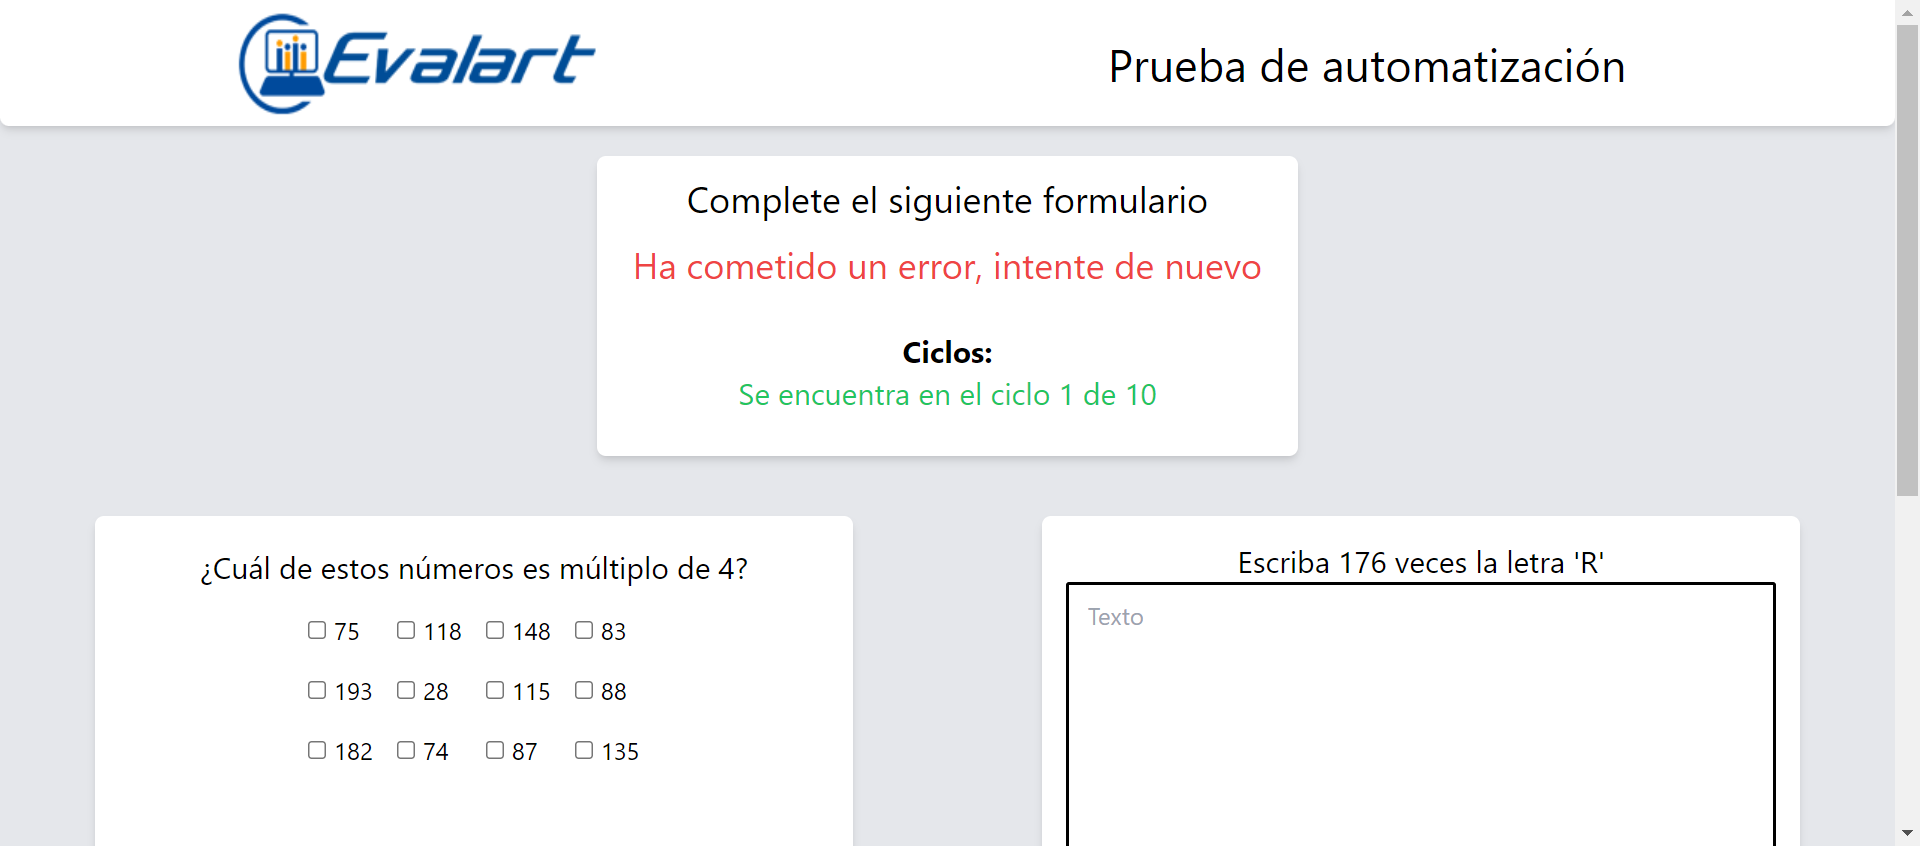 Evalart
Prueba de automatización
Complete el siguiente formulario
Ha cometido un error, intente de nuevo
Ciclos:
Se encuentra en el ciclo 1 de 10
¿Cuál de estos números es múltiplo de 4?
75 118 148 83
193 28 115 88
182 74 87 135
Escriba 176 veces la letra 'R'
Texto